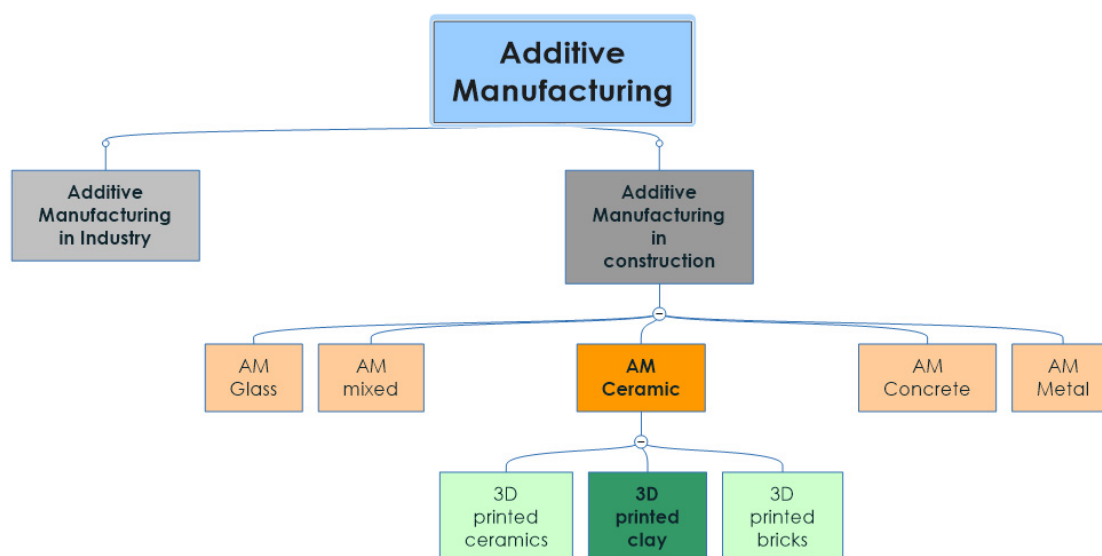 Additive
Manufacturing
Additive
Manufacturing
in Industry
Additive
Manufacturing
in
construction
AM
Glass
AM
mixed
AM
Ceramic
AM
Concrete
AM
Metal
3D
printed
ceramics
3D
printed
clay
3D
printed
bricks